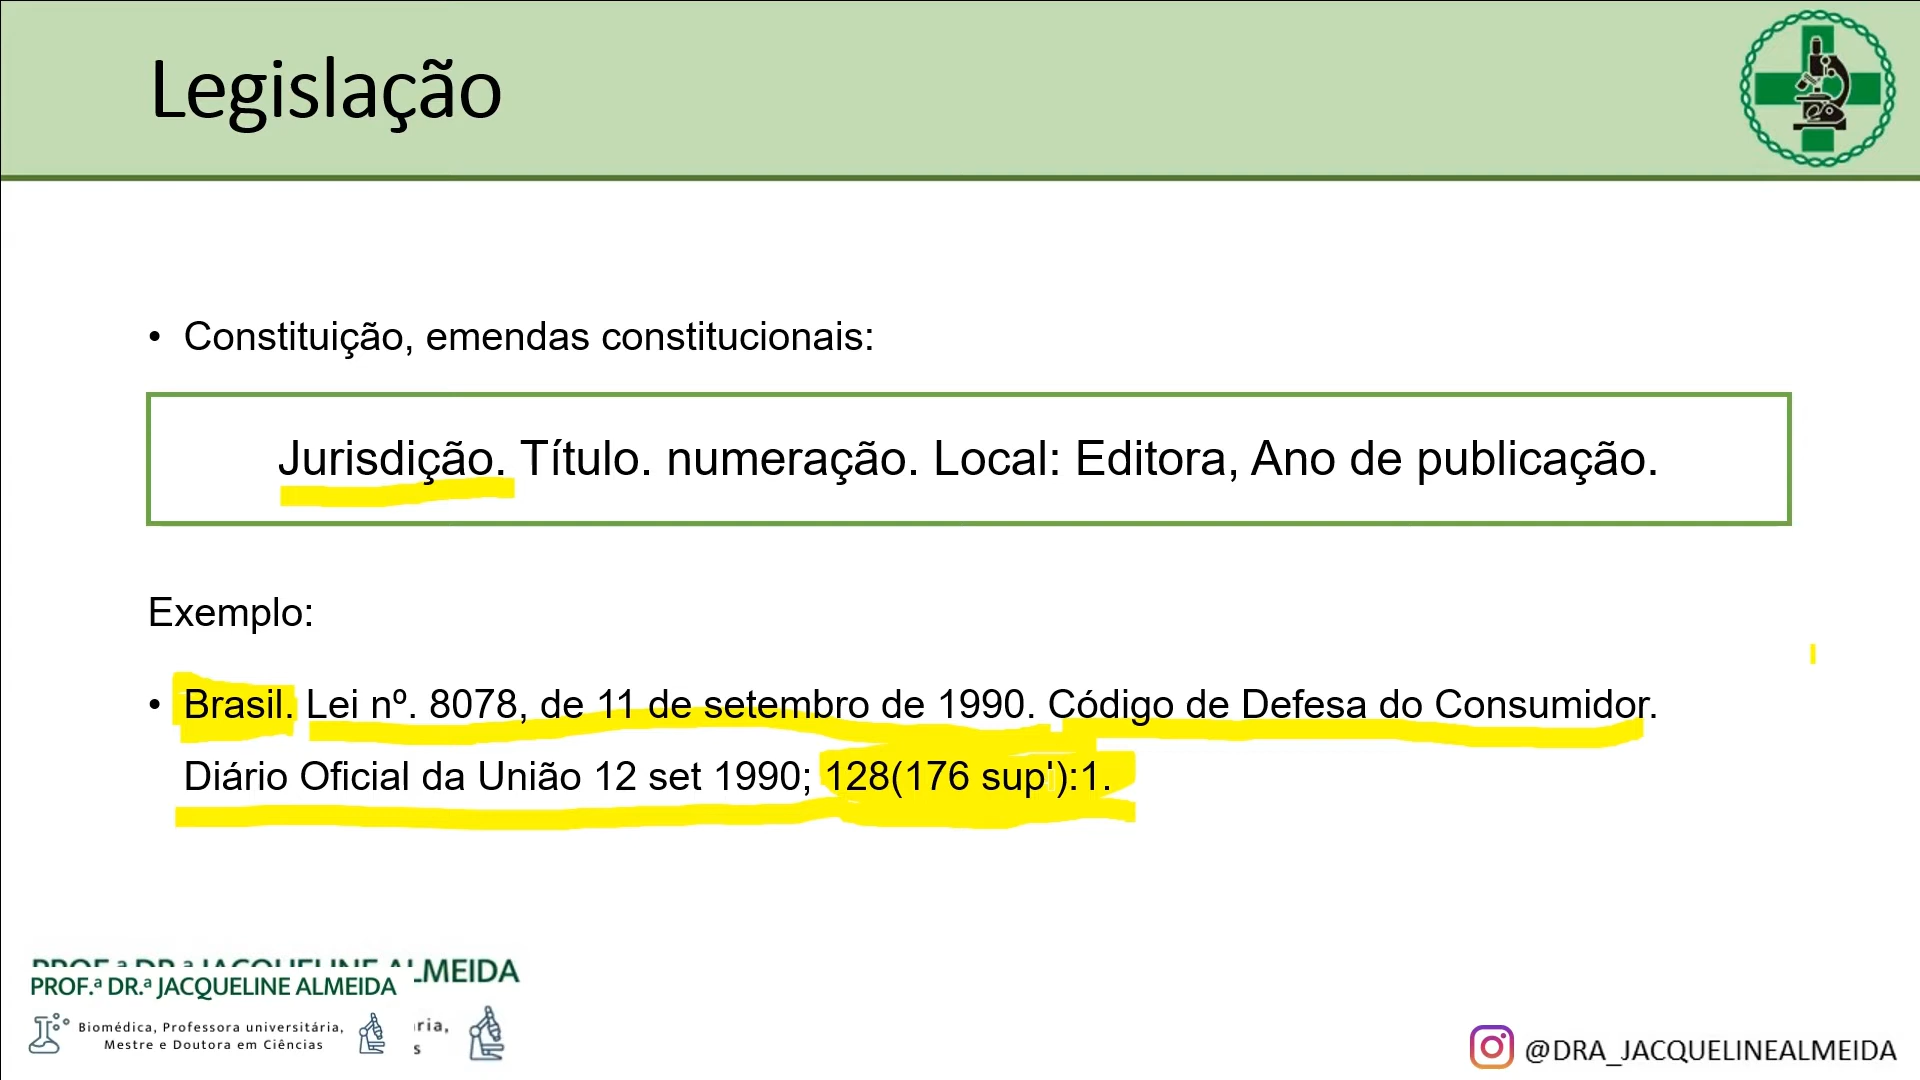 Legislação
• Constituição, emendas constitucionais:
Jurisdição. Título. numeração. Local: Editora, Ano de publicação.
Exemplo:
• Brasil. Lei nº. 8078, de 11 de setembro de 1990. Código de Defesa do Consumidor.
Diário Oficial da União 12 set 1990; 128(176 sup'):1.
LMEIDA
PROF.ª DR.ª JACQUELINE ALMEIDA
Biomédica, Professora universitária,
Mestre e Doutora em Ciências
ria,
s
@DRA_JACQUELINEALMEIDA